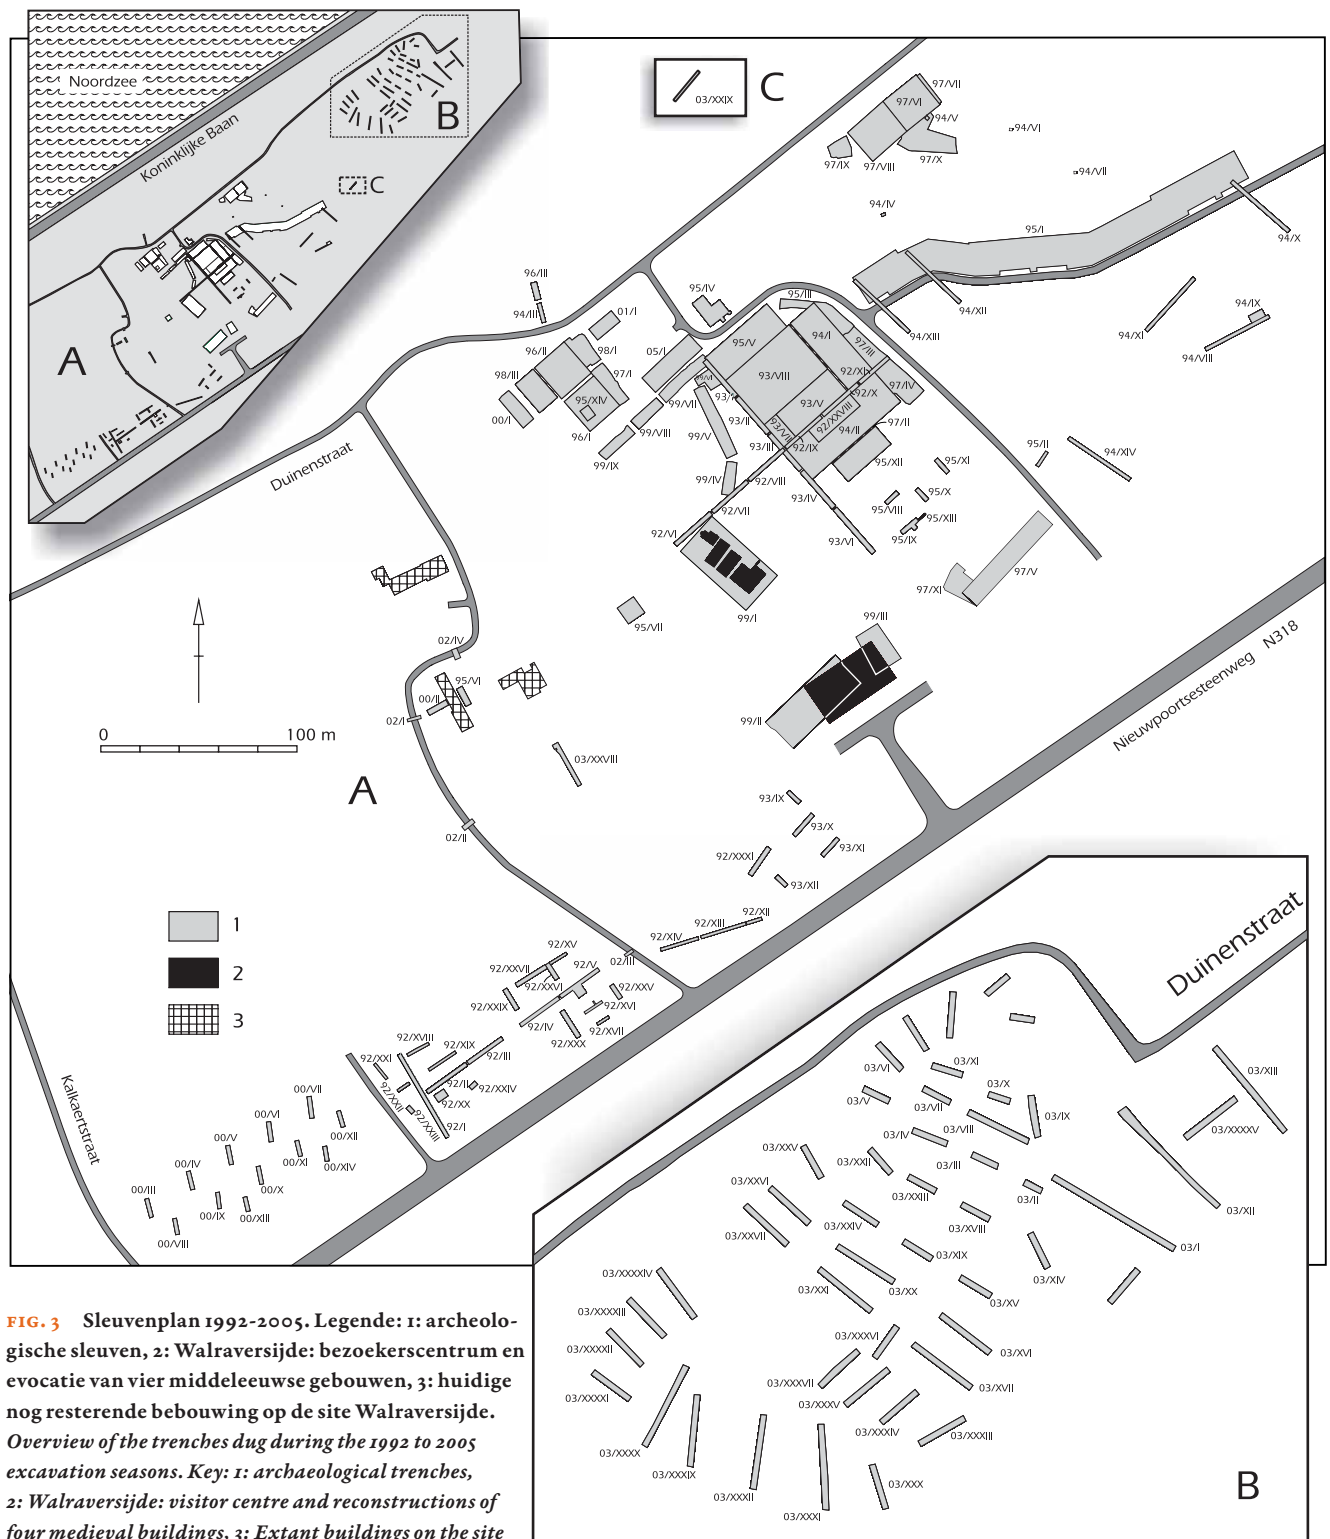 Noordzee
Koninklijke Baan
B
C
A
03/XXIX
C
97/VII
97/VI
94/V
97/IX
97/VIII
97/X
94/VI
94/VII
94/IV
95/I
94/X
96/III
94/III
95/IV
95/III
94/XII
94/XIII
94/XI
94/IX
94/VIII
01/I
96/II
98/I
98/III
97/I
95/XIV
00/I
96/I
99/IX
05/I
99/VI
99/VII
99/VIII
99/V
99/IV
95/V
94/I
97/III
93/VIII
92/XI
97/IV
92/X
93/V
92/XXVIII
93/VII
93/II
93/III
92/IX
94/II
97/II
95/XII
92/VIII
92/VII
92/VI
93/IV
93/VI
95/XI
95/X
95/VIII
95/XIII
95/IX
95/II
94/XIV
97/XI
97/V
Duinenstraat
99/I
95/VII
99/III
99/II
02/IV
95/VI
00/II
02/I
0
100 m
03/XXVIII
A
02/II
Nieuwpoortsesteenweg N318
93/IX
93/X
93/XI
92/XXXI
93/XII
92/XII
92/XIII
92/XIV
02/III
1
2
3
92/XV
92/XXVII
92/V
92/XXVI
92/XXV
92/XXIX
92/XVI
92/IV
92/XVII
92/XXX
92/XVIII
92/XIX
92/III
92/XXI
92/II
92/XXIV
92/XXII
92/XX
92/XXIII
92/I
Kalkaertstraat
00/VII
00/VI
00/XII
00/V
00/XI
00/XIV
00/IV
00/X
00/III
00/IX
00/XIII
00/VIII
Duinenstraat
03/XI
03/VI
03/X
03/XIII
03/V
03/VII
03/IX
03/VIII
03/XXXXV
03/IV
03/XXV
03/XXII
03/III
03/XXVI
03/XXIII
03/II
03/XII
03/XXVII
03/XXIV
03/XVIII
03/I
03/XIX
03/XIV
03/XXXXIV
03/XXI
03/XX
03/XV
03/XXXXIII
03/XXXVI
03/XVI
03/XXXXII
03/XXXVII
03/XVII
03/XXXXI
03/XXXV
03/XXXIV
03/XXXIII
03/XXXX
03/XXXIX
03/XXXII
03/XXX
03/XXXI
B
FIG. 3 Sleuvenplan 1992-2005. Legende: 1: archeolo-
gische sleuven, 2: Walraversijde: bezoekerscentrum en
evocatie van vier middeleeuwse gebouwen, 3: huidige
nog resterende bebouwing op de site Walraversijde.
Overview of the trenches dug during the 1992 to 2005
excavation seasons. Key: 1: archaeological trenches,
2: Walraversijde: visitor centre and reconstructions of
four medieval buildings, 3: Extant buildings on the site